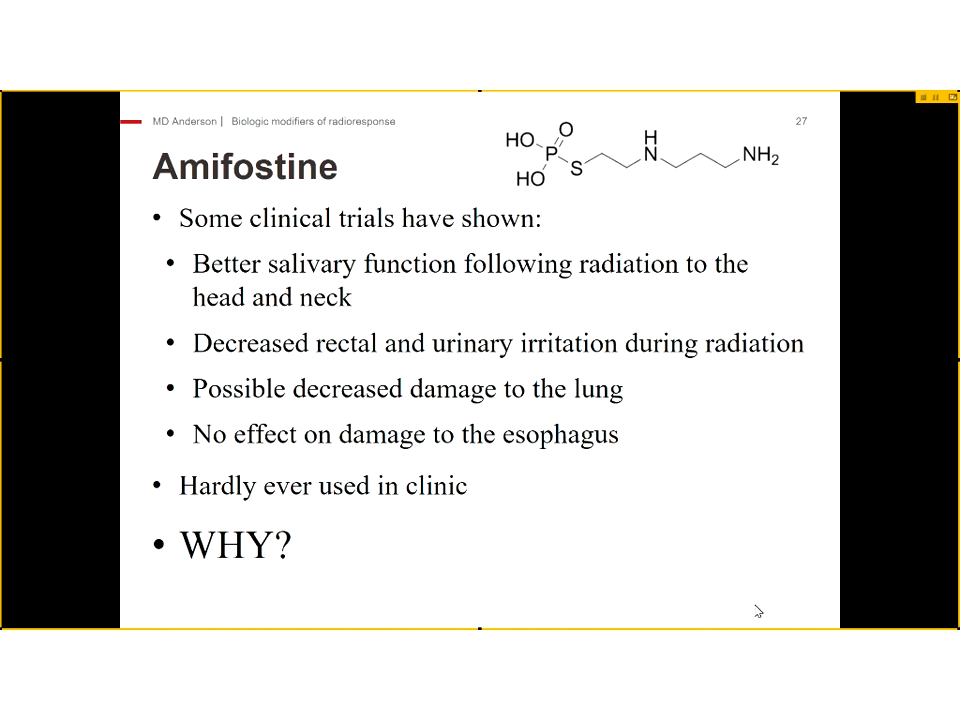 MD Anderson | Biologic modifiers of radioresponse
27
Amifostine
HO
O
P
HO
S
H
N
NH2
• Some clinical trials have shown:
• Better salivary function following radiation to the
head and neck
• Decreased rectal and urinary irritation during radiation
• Possible decreased damage to the lung
• No effect on damage to the esophagus
• Hardly ever used in clinic
• WHY?